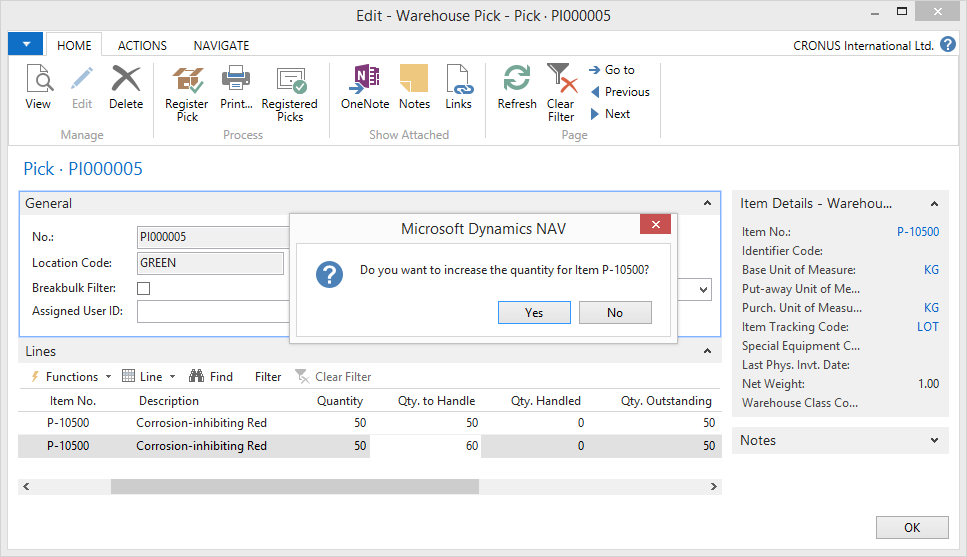 Edit - Warehouse Pick - Pick · PI000005
HOME ACTIONS NAVIGATE CRONUS International Ltd. ?
View Edit Delete Register Pick Print... Registered Picks OneNote Notes Links Refresh Clear Filter Go to
Previous
Next
Manage Process Show Attached Page
Pick · PI000005
General
No.: PI000005
Location Code: GREEN
Breakbulk Filter:
Assigned User ID:
Microsoft Dynamics NAV
Do you want to increase the quantity for Item P-10500?
Yes No
Item Details - Warehou...
Item No.: P-10500
Identifier Code:
Base Unit of Measure: KG
Put-away Unit of Me...
Purch. Unit of Measu... KG
Item Tracking Code: LOT
Special Equipment C...
Last Phys. Invt. Date:
Net Weight: 1.00
Warehouse Class Co...
Notes
Lines
Functions Line Find Filter Clear Filter
Item No. Description Quantity Qty. to Handle Qty. Handled Qty. Outstanding
P-10500 Corrosion-inhibiting Red 50 50 0 50
P-10500 Corrosion-inhibiting Red 50 60 0 50
OK